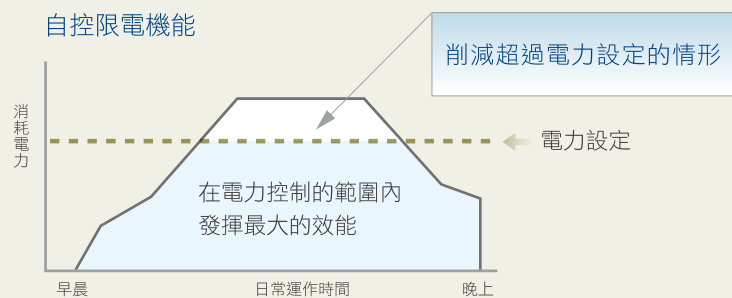 自控限電機能
削減超過電力設定的情形
消耗電力
電力設定
在電力控制的範圍內
發揮最大的效能
早晨
日常運作時間
晚上